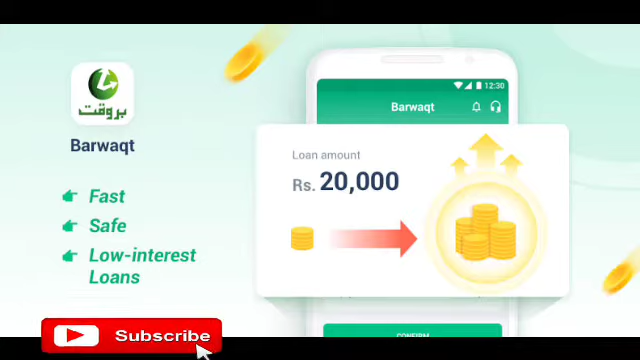 بروقت
Barwaqt
Fast
Safe
Low-interest
Loans
12:30
Barwaqt
Loan amount
Rs. 20,000
CONFIRM
Subscribe